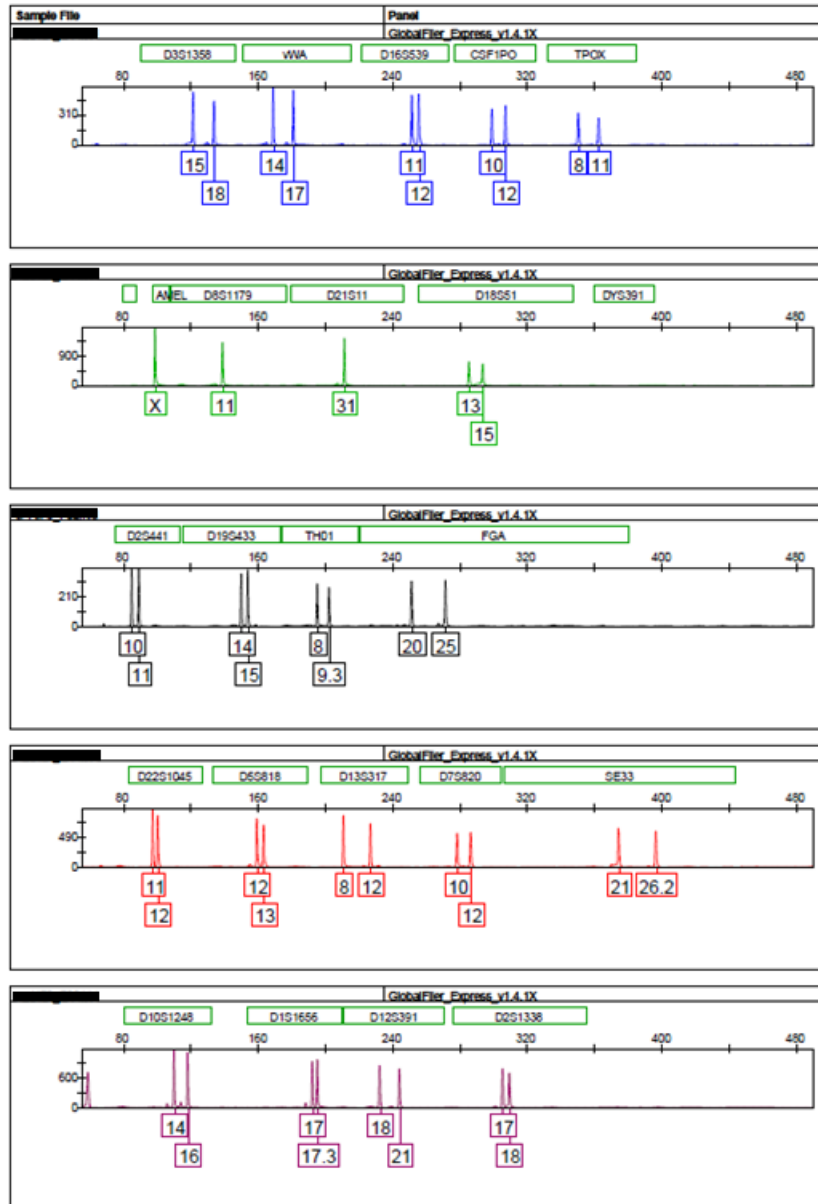 Sample File Panel
GlobalFiler_Express_v1.4.1X
D3S1358 vWA D16S539 CSF1PO TPOX
80 160 240 320 400 480
310
0
15 14 11 10 8 11
18 17 12 12
GlobalFiler_Express_v1.4.1X
AMEL D8S1179 D21S11 D18S51 DYS391
80 160 240 320 400 480
900
0
X 11 31 13
15
GlobalFiler_Express_v1.4.1X
D2S441 D19S433 TH01 FGA
80 160 240 320 400 480
210
0
10 14 8 20 25
11 15 9.3
GlobalFiler_Express_v1.4.1X
D22S1045 D5S818 D13S317 D7S820 SE33
80 160 240 320 400 480
490
0
11 12 8 12 10 21 26.2
12 13 12
GlobalFiler_Express_v1.4.1X
D10S1248 D1S1656 D12S391 D2S1338
80 160 240 320 400 480
600
0
14 17 18 17
16 17.3 21 18